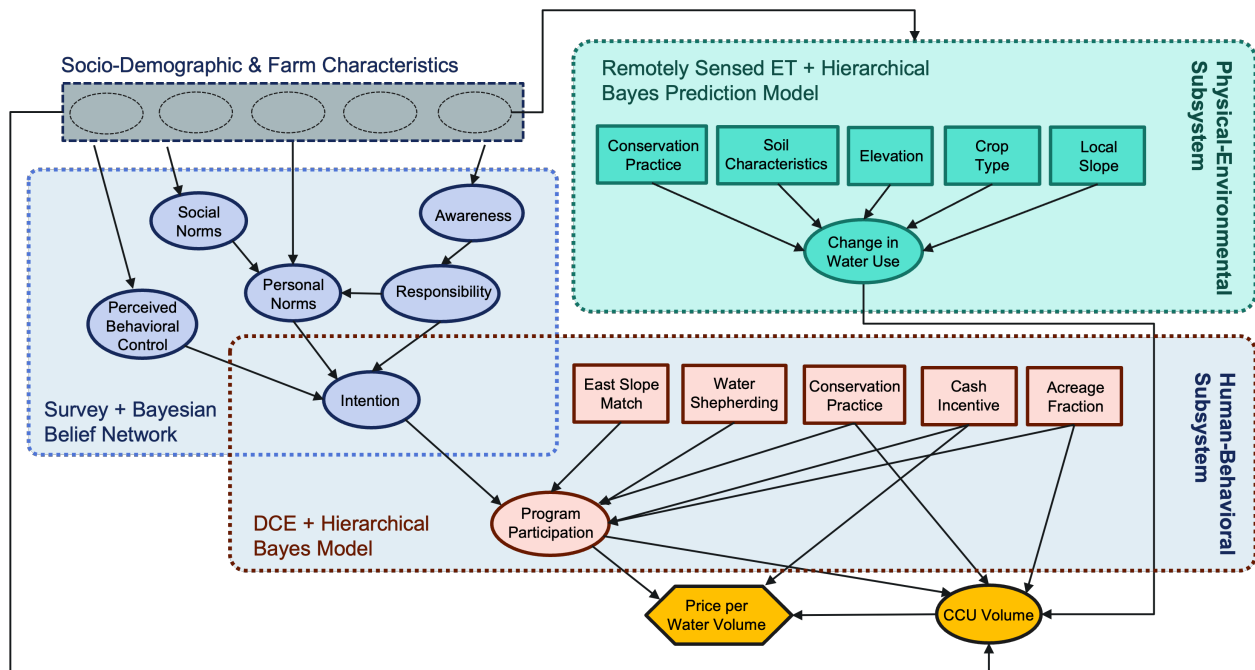 Socio-Demographic & Farm Characteristics
Remotely Sensed ET + Hierarchical
Bayes Prediction Model
Physical-Environmental
Subsystem
Conservation
Practice
Soil
Characteristics
Elevation
Crop
Type
Local
Slope
Change in
Water Use
Social
Norms
Awareness
Personal
Norms
Responsibility
Perceived
Behavioral
Control
Intention
Survey + Bayesian
Belief Network
East Slope
Match
Water
Shepherding
Conservation
Practice
Cash
Incentive
Acreage
Fraction
Human-Behavioral
Subsystem
Program
Participation
DCE + Hierarchical
Bayes Model
Price per
Water Volume
CCU Volume